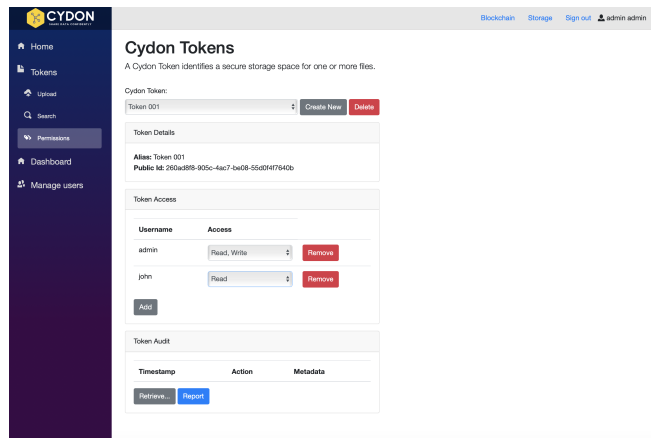 CYDON
SHARE DATA CONFIDENTLY
Blockchain Storage Sign out admin admin
Home
Tokens
Upload
Search
Permissions
Dashboard
Manage users
Cydon Tokens
A Cydon Token identifies a secure storage space for one or more files.
Cydon Token:
Token 001 Create New Delete
Token Details
Alias: Token 001
Public Id: 260ad8f8-905c-4ac7-be08-55d0f4f7640b
Token Access
Username Access
admin Read, Write Remove
john Read Remove
Add
Token Audit
Timestamp Action Metadata
Retrieve... Report